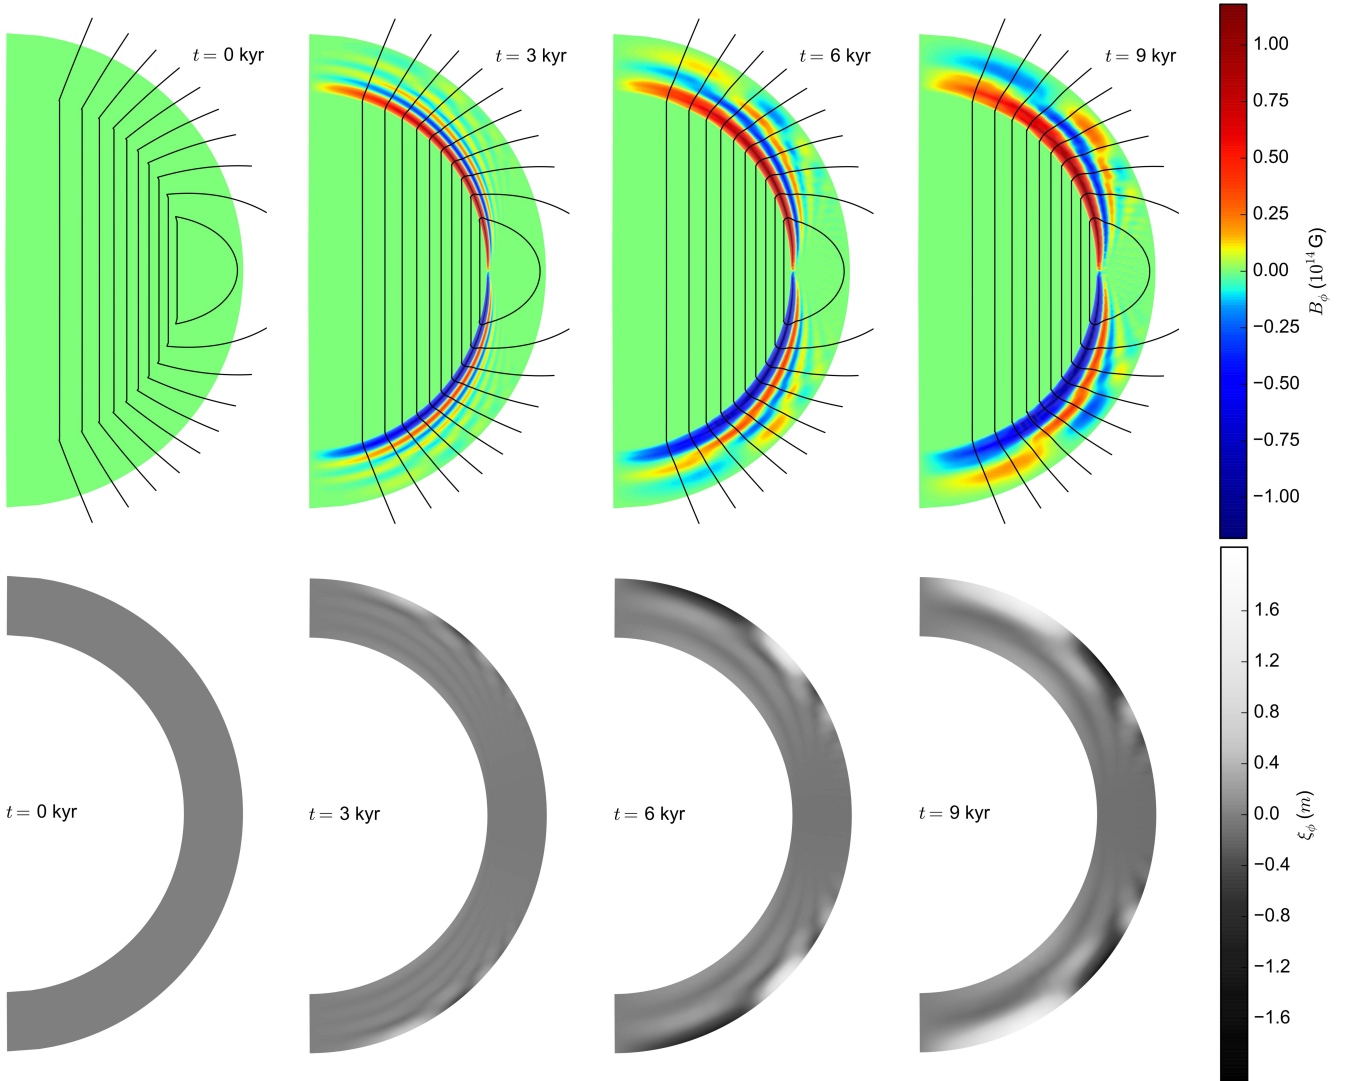 t = 0 kyr
t = 3 kyr
t = 6 kyr
t = 9 kyr
1.00
0.75
0.50
0.25
0.00
−0.25
−0.50
−0.75
−1.00
B_ϕ (10^14 G)
t = 0 kyr
t = 3 kyr
t = 6 kyr
t = 9 kyr
1.6
1.2
0.8
0.4
0.0
−0.4
−0.8
−1.2
−1.6
ξ_ϕ (m)